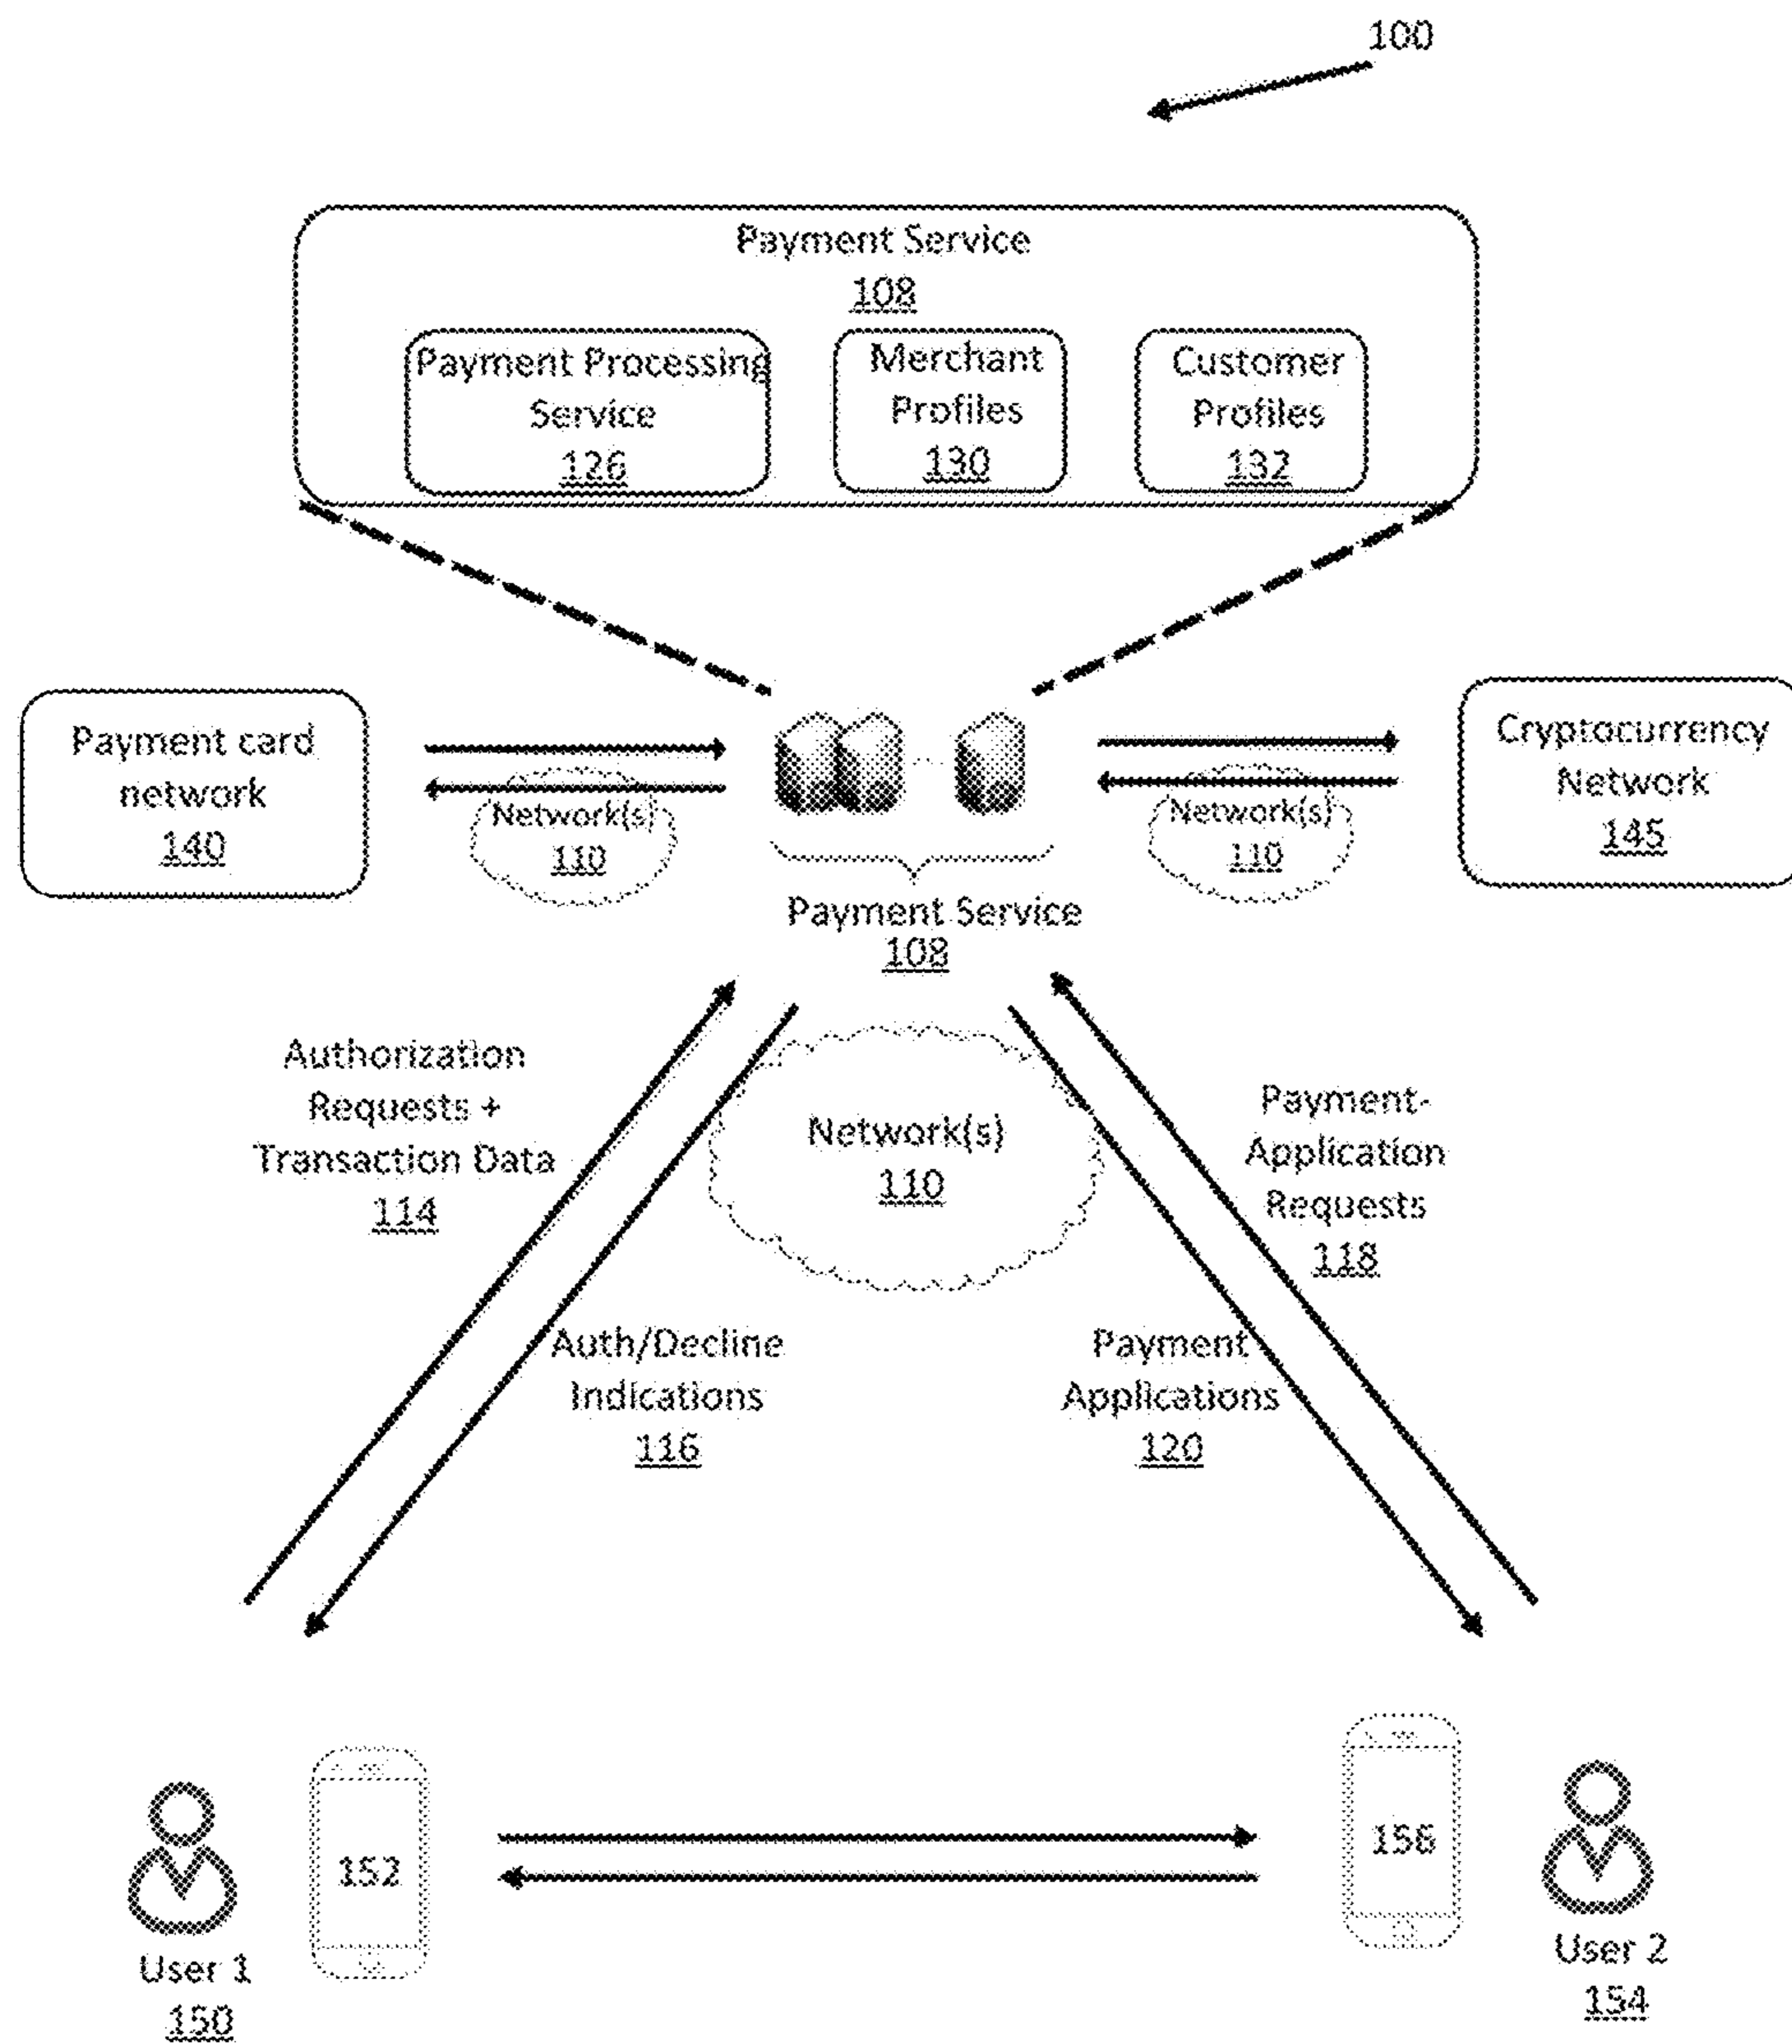 100
Payment Service
108
Payment Processing
Service
126
Merchant
Profiles
130
Customer
Profiles
132
Payment card
network
140
Network(s)
110
Payment Service
108
Network(s)
110
Cryptocurrency
Network
145
Authorization
Requests +
Transaction Data
114
Network(s)
110
Payment-
Application
Requests
118
Auth/Decline
Indications
116
Payment
Applications
120
152
User 1
150
156
User 2
154